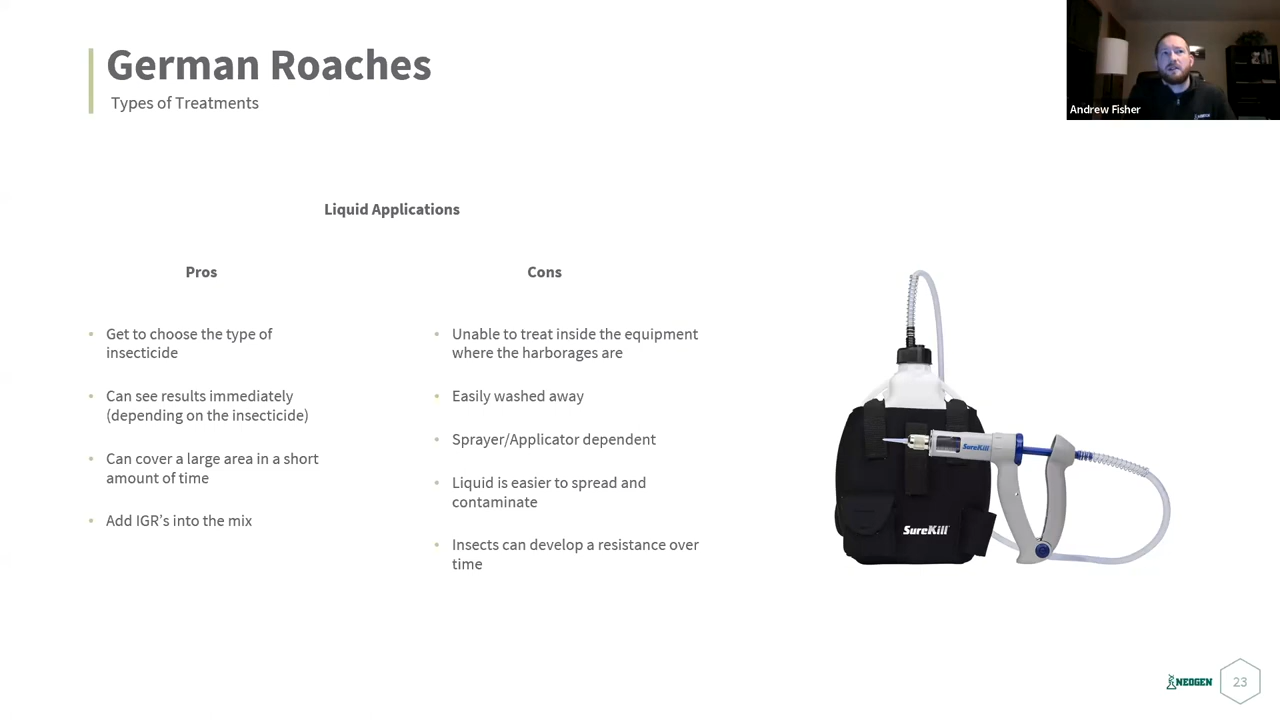 German Roaches
Types of Treatments
Andrew Fisher
Liquid Applications
Pros
Cons
• Get to choose the type of
insecticide
• Can see results immediately
(depending on the insecticide)
• Can cover a large area in a short
amount of time
• Add IGR's into the mix
• Unable to treat inside the equipment
where the harborages are
• Easily washed away
• Sprayer/Applicator dependent
• Liquid is easier to spread and
contaminate
• Insects can develop a resistance over
time
SureKill
SureKill
NEOGEN
23